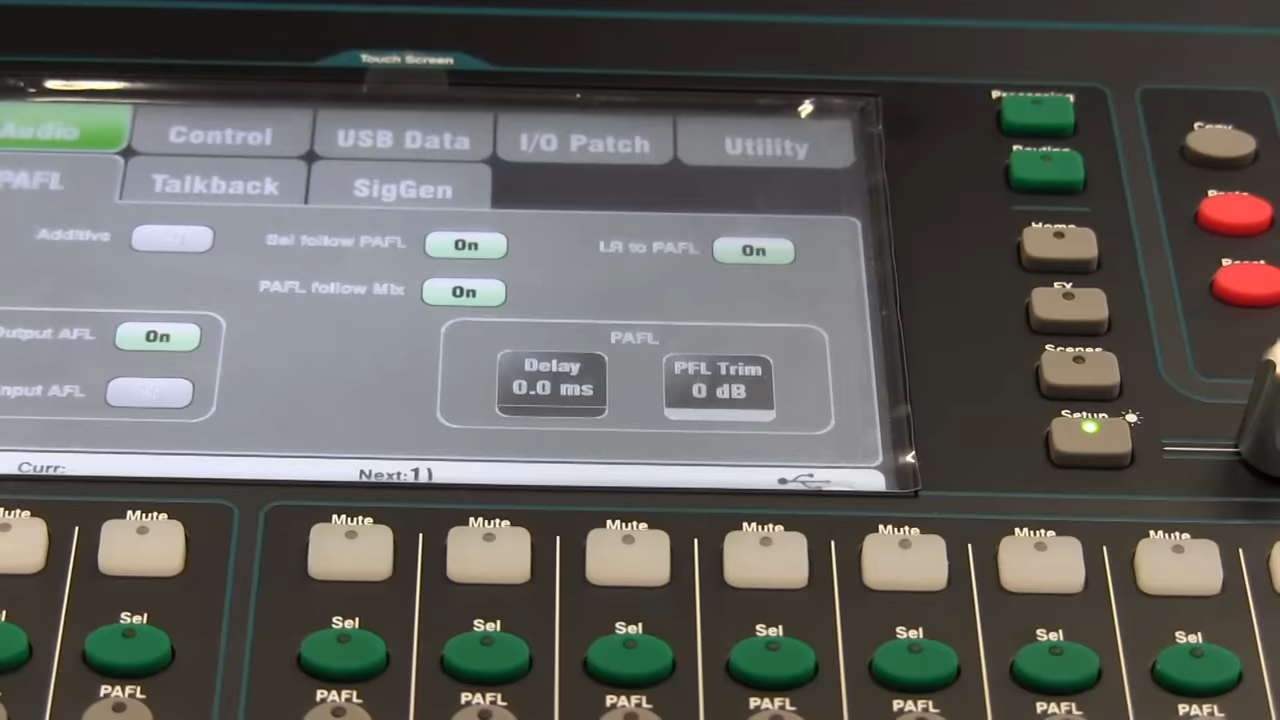 Touch Screen
Audio Control USB Data I/O Patch Utility
PAFL Talkback SigGen
Additive Sel follow PAFL On LR to PAFL On
PAFL follow Mix On
Output AFL On
Input AFL
PAFL
Delay 0.0 ms
PFL Trim 0 dB
Curr: Next:1)
Processing
Routing
Home
FX
Scenes
Setup
Copy
Paste
Reset
Mute Mute Mute Mute Mute Mute Mute Mute Mute
Sel Sel Sel Sel Sel Sel Sel Sel
PAFL PAFL PAFL PAFL PAFL PAFL PAFL PAFL